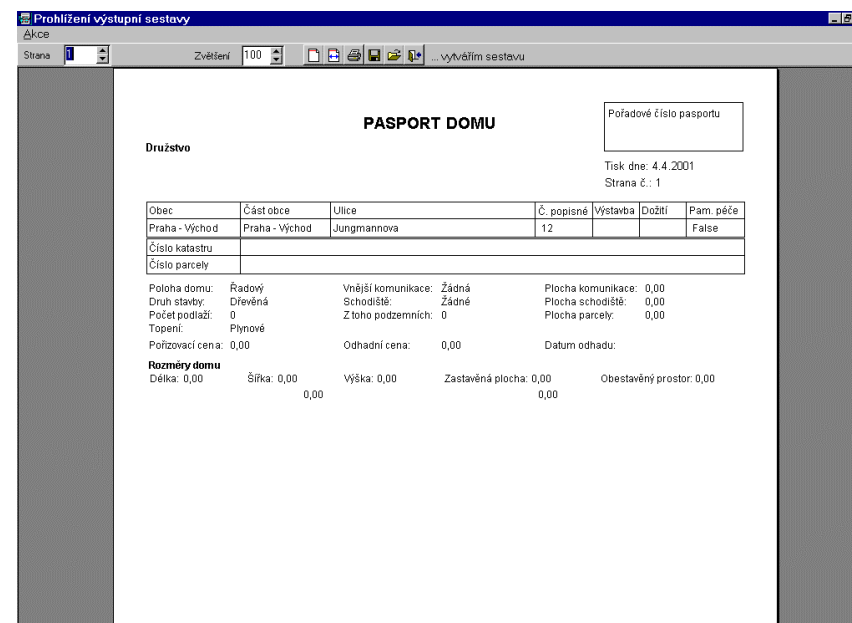 Prohlížení výstupní sestavy
Akce
Strana 1 Zvětšení 100 ... vytvářím sestavu
PASPORT DOMU
Pořadové číslo pasportu
Družstvo
Tisk dne: 4.4.2001
Strana č.: 1
Obec Část obce Ulice Č. popisné Výstavba Dožití Pam. péče
Praha - Východ Praha - Východ Jungmannova 12 False
Číslo katastru
Číslo parcely
Poloha domu: Řadový Vnější komunikace: Žádná Plocha komunikace: 0,00
Druh stavby: Dřevěná Schodiště: Žádné Plocha schodiště: 0,00
Počet podlaží: 0 Z toho podzemních: 0 Plocha parcely: 0,00
Topení: Plynové
Pořizovací cena: 0,00 Odhadní cena: 0,00 Datum odhadu:
Rozměry domu
Délka: 0,00 Šířka: 0,00 Výška: 0,00 Zastavěná plocha: 0,00 Obestavěný prostor: 0,00
0,00 0,00